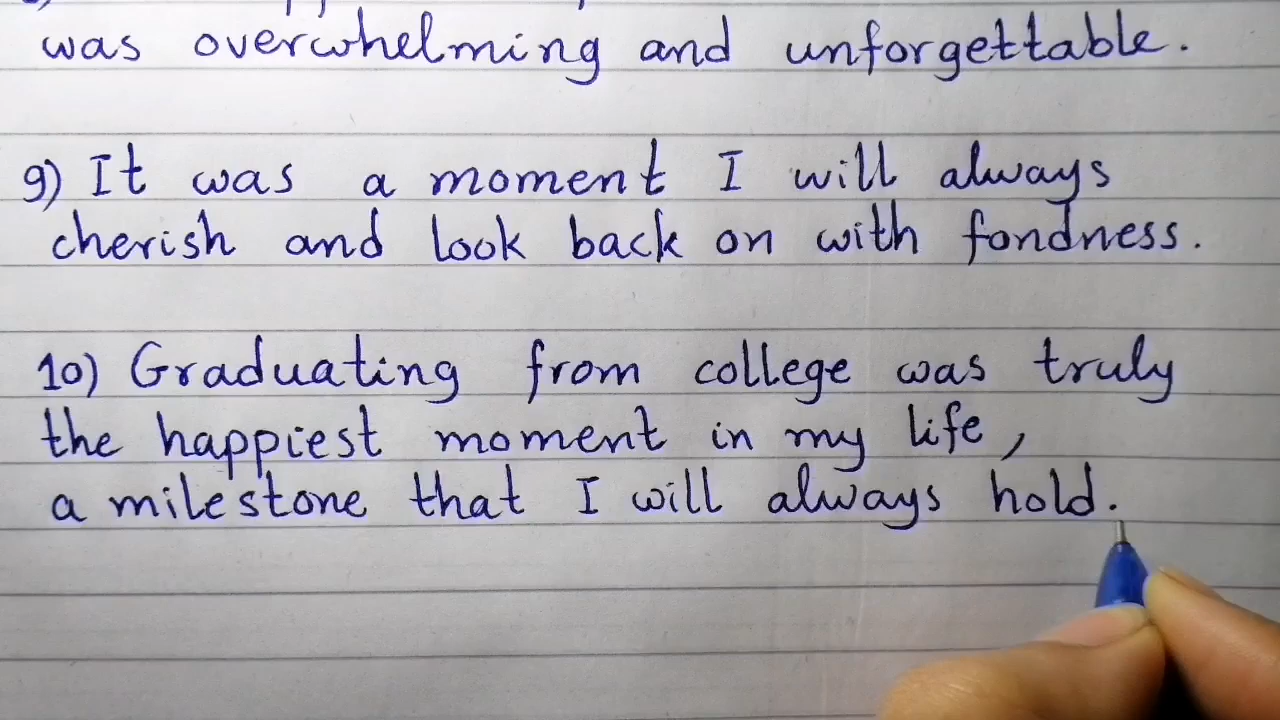 was overwhelming and unforgettable.
9) It was a moment I will always
cherish and look back on with fondness.
10) Graduating from college was truly
the happiest moment in my life,
a milestone that I will always hold.